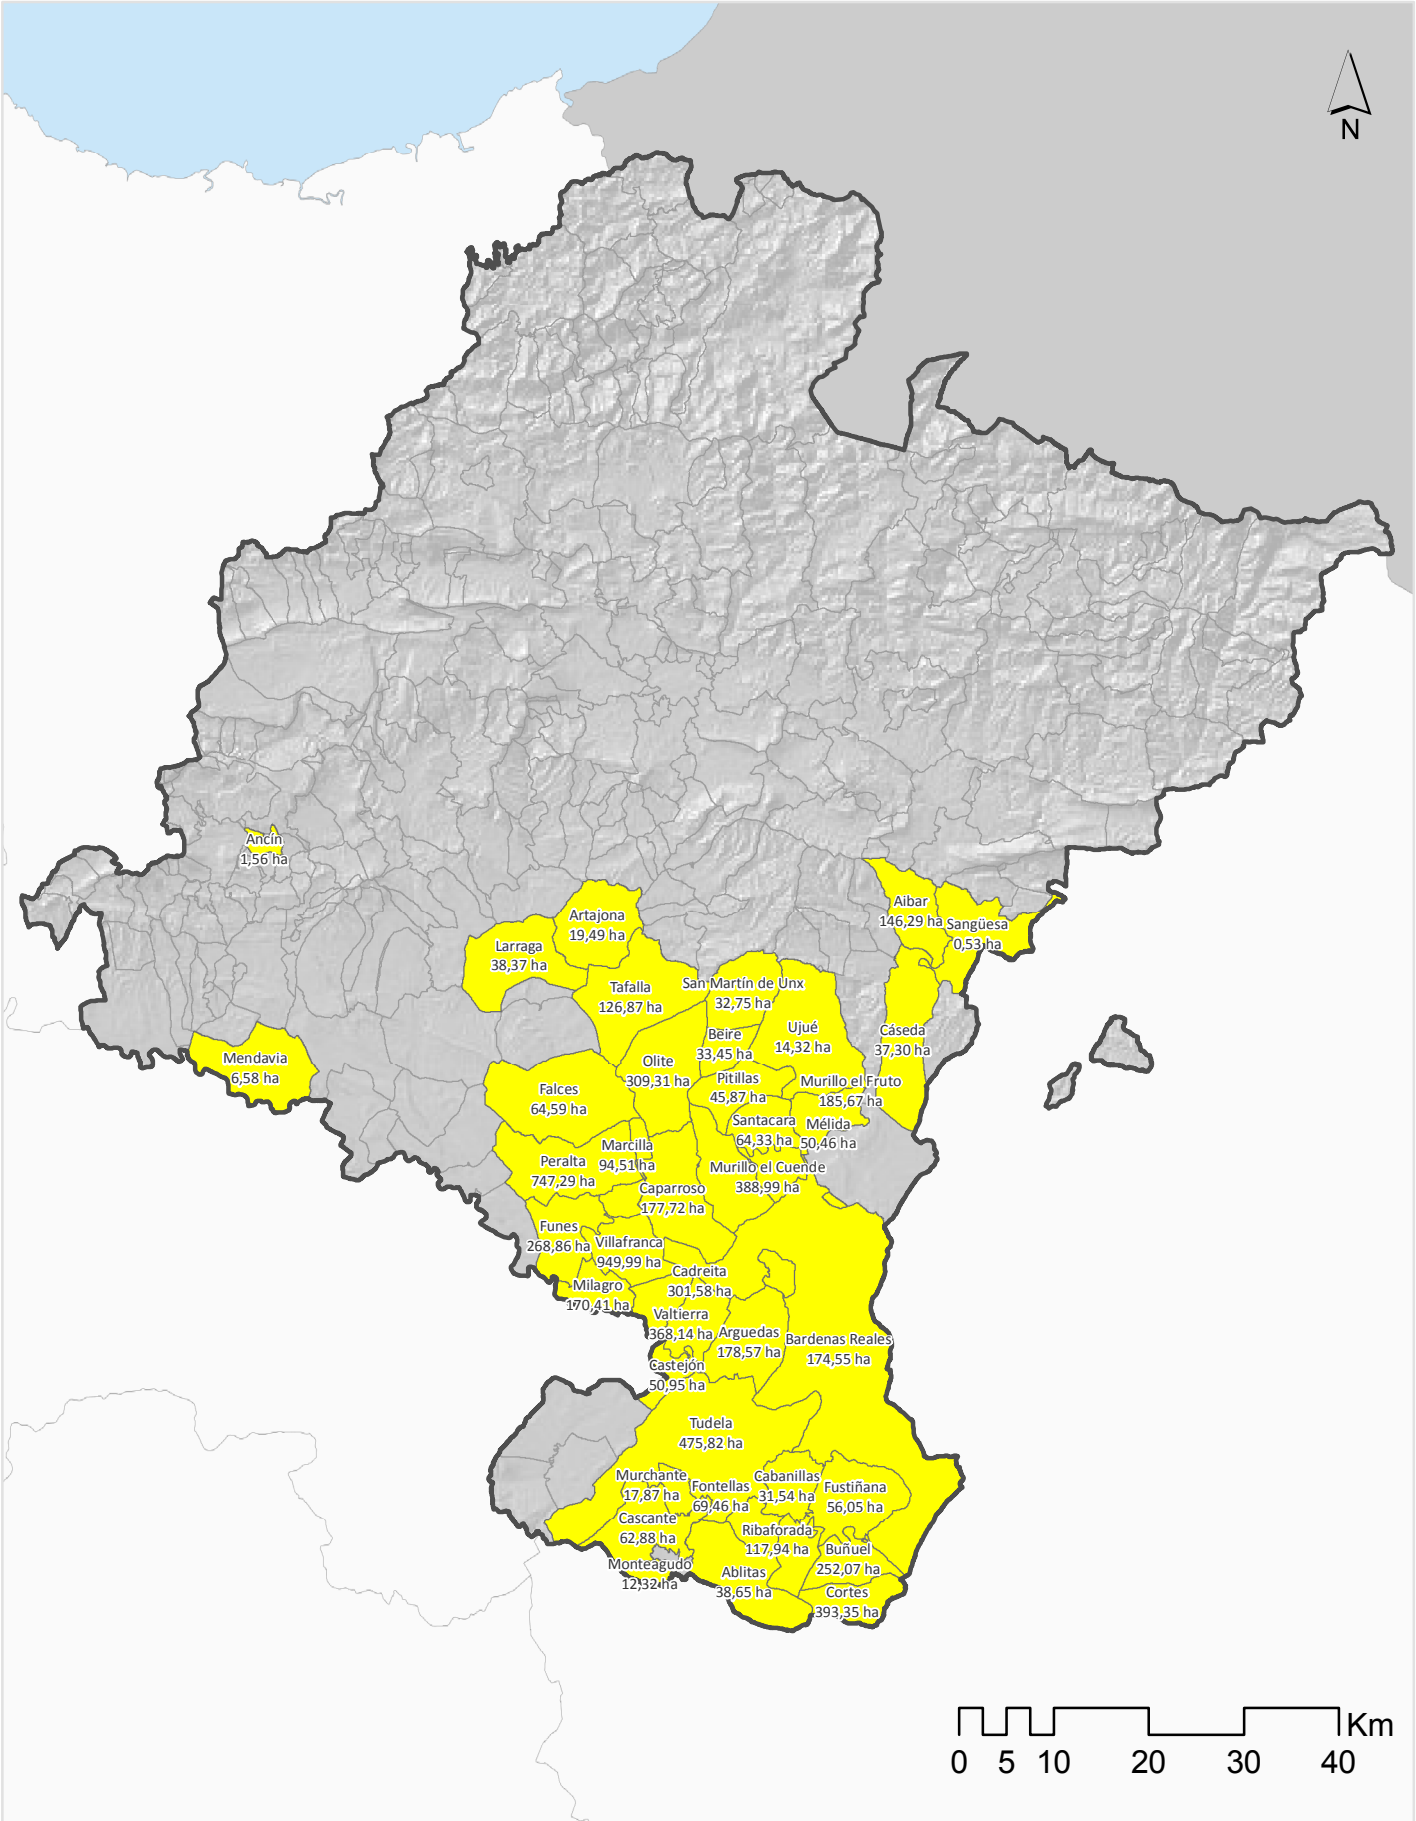 N
Ancín
1,56 ha
Artajona
19,49 ha
Aibar
146,29 ha
Sangüesa
0,53 ha
Larraga
38,37 ha
Tafalla
126,87 ha
San Martín de Unx
32,75 ha
Ujué
14,32 ha
Cáseda
37,30 ha
Beire
33,45 ha
Mendavia
6,58 ha
Olite
309,31 ha
Falces
64,59 ha
Pitillas
45,87 ha
Murillo el Fruto
185,67 ha
Santacara
64,33 ha
Mélida
50,46 ha
Marcilla
94,51 ha
Peralta
747,29 ha
Murillo el Cuende
388,99 ha
Caparroso
177,72 ha
Funes
268,86 ha
Villafranca
949,99 ha
Cadreita
301,58 ha
Milagro
170,41 ha
Valtierra
368,14 ha
Arguedas
178,57 ha
Bardenas Reales
174,55 ha
Castejón
50,95 ha
Tudela
475,82 ha
Murchante
17,87 ha
Fontellas
69,46 ha
Cabanillas
31,54 ha
Fustiñana
56,05 ha
Cascante
62,88 ha
Ribaforada
117,94 ha
Buñuel
252,07 ha
Monteagudo
12,32 ha
Ablitas
38,65 ha
Cortes
393,35 ha
Km
0 5 10 20 30 40